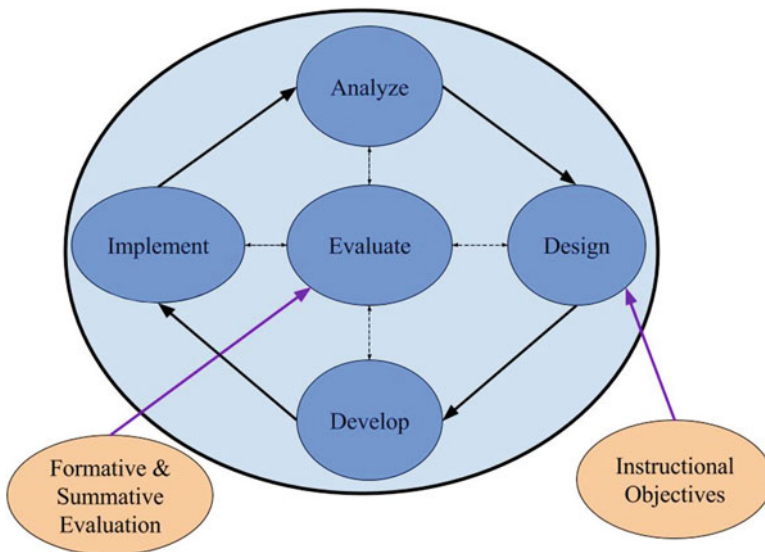 Analyze
Implement
Evaluate
Design
Develop
Formative &
Summative
Evaluation
Instructional
Objectives